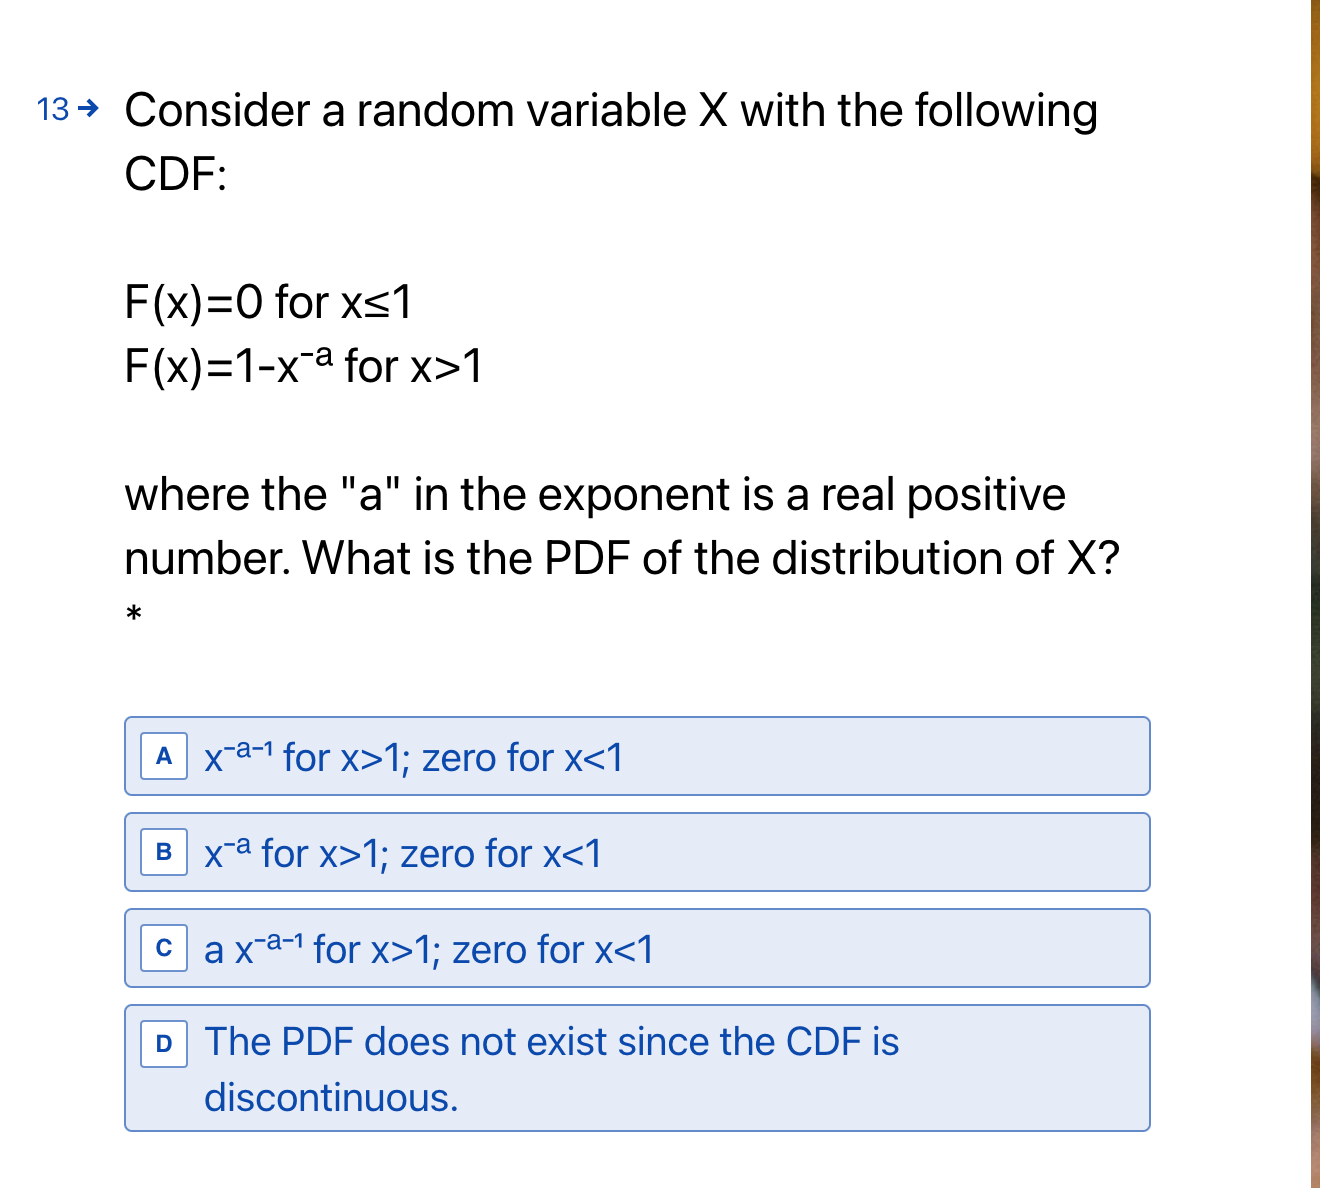 13 → Consider a random variable X with the following
CDF:
F(x)=0 for x≤1
F(x)=1-x⁻ᵃ for x>1
where the "a" in the exponent is a real positive
number. What is the PDF of the distribution of X?
*
A x⁻ᵃ⁻¹ for x>1; zero for x<1
B x⁻ᵃ for x>1; zero for x<1
C a x⁻ᵃ⁻¹ for x>1; zero for x<1
D The PDF does not exist since the CDF is
discontinuous.